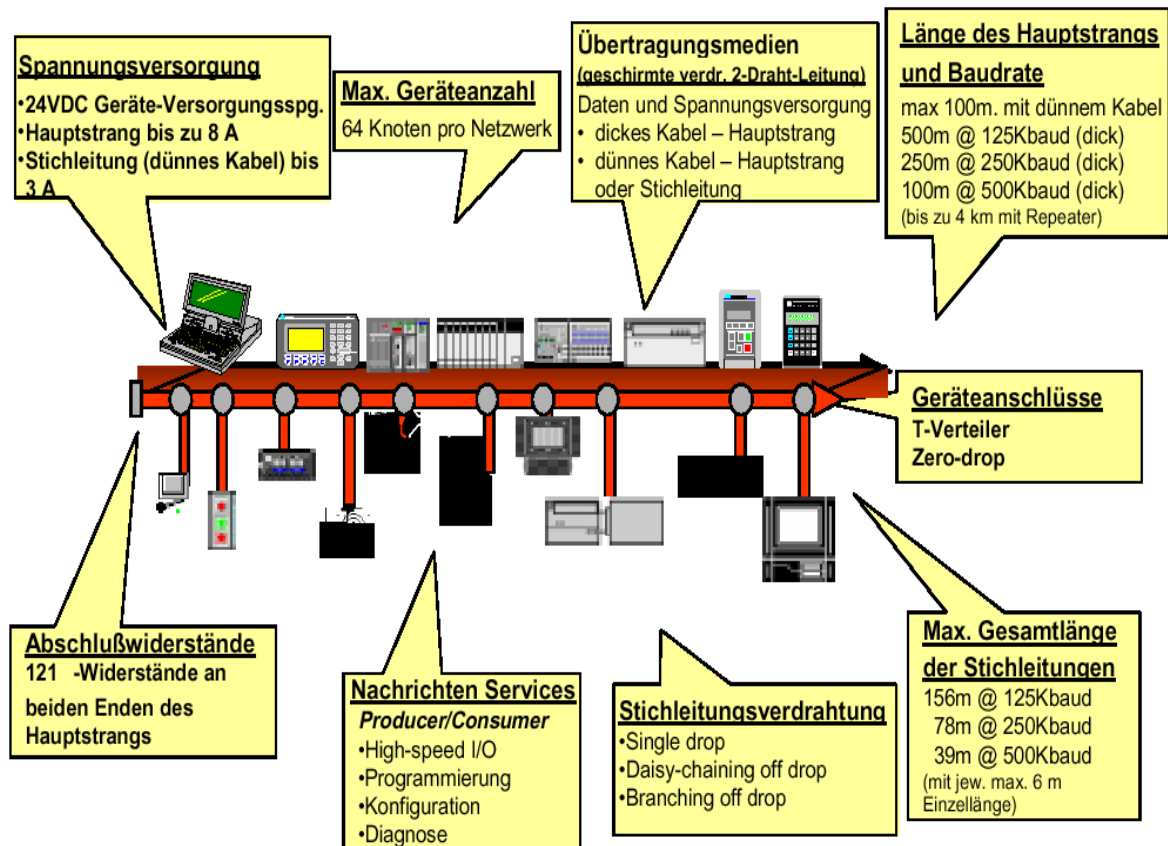 Spannungsversorgung
•24VDC Geräte-Versorgungsspg.
•Hauptstrang bis zu 8 A
•Stichleitung (dünnes Kabel) bis
3 A
Max. Geräteanzahl
64 Knoten pro Netzwerk
Übertragungsmedien
(geschirmte verdr. 2-Draht-Leitung)
Daten und Spannungsversorgung
• dickes Kabel – Hauptstrang
• dünnes Kabel – Hauptstrang
oder Stichleitung
Länge des Hauptstrangs
und Baudrate
max 100m. mit dünnem Kabel
500m @ 125Kbaud (dick)
250m @ 250Kbaud (dick)
100m @ 500Kbaud (dick)
(bis zu 4 km mit Repeater)
Geräteanschlüsse
T-Verteiler
Zero-drop
Abschlußwiderstände
121 -Widerstände an
beiden Enden des
Hauptstrangs
Nachrichten Services
Producer/Consumer
•High-speed I/O
•Programmierung
•Konfiguration
•Diagnose
Stichleitungsverdrahtung
•Single drop
•Daisy-chaining off drop
•Branching off drop
Max. Gesamtlänge
der Stichleitungen
156m @ 125Kbaud
78m @ 250Kbaud
39m @ 500Kbaud
(mit jew. max. 6 m
Einzellänge)